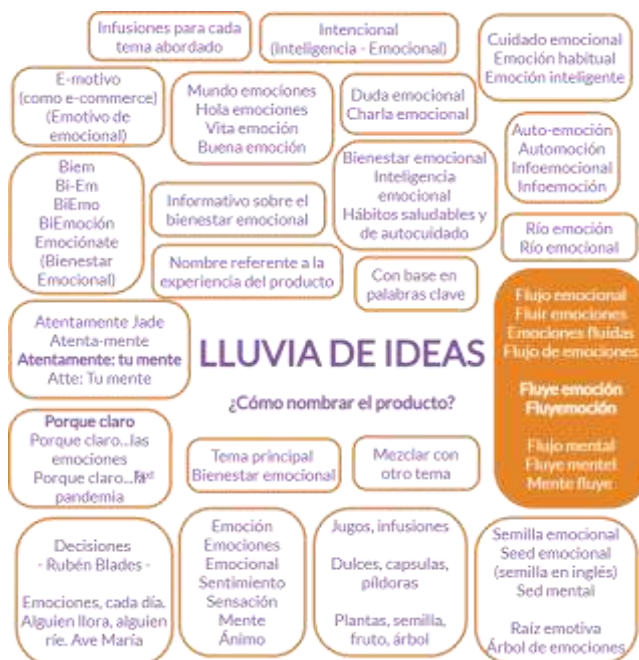 Infusiones para cada
tema abordado
Intencional
(Inteligencia - Emocional)
Cuidado emocional
Emoción habitual
Emoción inteligente
E-motivo
(como e-commerce)
(Emotivo de
emocional)
Mundo emociones
Hola emociones
Vita emoción
Buena emoción
Duda emocional
Charla emocional
Auto-emoción
Automoción
Infoemocional
Infoemoción
Biem
Bi-Em
BiEmo
BiEmoción
Emociónate
(Bienestar
Emocional)
Informativo sobre el
bienestar emocional
Bienestar emocional
Inteligencia
emocional
Hábitos saludables y
de autocuidado
Río emoción
Río emocional
Nombre referente a la
experiencia del producto
Con base en
palabras clave
Flujo emocional
Fluir emociones
Emociones fluidas
Flujo de emociones
Fluye emoción
Fluyemoción
Flujo mental
Fluye mentel
Mente fluye
Atentamente Jade
Atenta-mente
Atentamente: tu mente
Atte: Tu mente
LLUVIA DE IDEAS
¿Cómo nombrar el producto?
Porque claro
Porque claro...las
emociones
Porque claro...
pandemia
Tema principal
Bienestar emocional
Mezclar con
otro tema
Decisiones
- Rubén Blades -
Emociones, cada día.
Alguien llora, alguien
ríe. Ave María
Emoción
Emociones
Emocional
Sentimiento
Sensación
Mente
Ánimo
Jugos, infusiones
Dulces, capsulas,
píldoras
Plantas, semilla,
fruto, árbol
Semilla emocional
Seed emocional
(semilla en inglés)
Sed mental
Raíz emotiva
Árbol de emociones